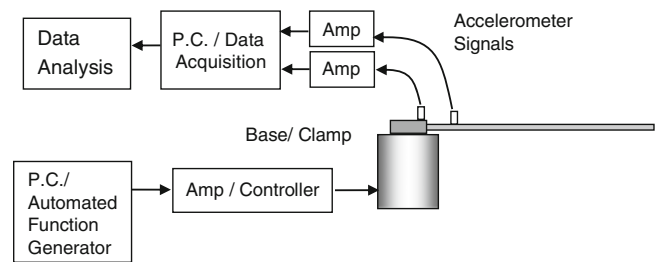 Data
Analysis
P.C. / Data
Acquisition
Amp
Amp
Accelerometer
Signals
Base/ Clamp
P.C./
Automated
Function
Generator
Amp / Controller